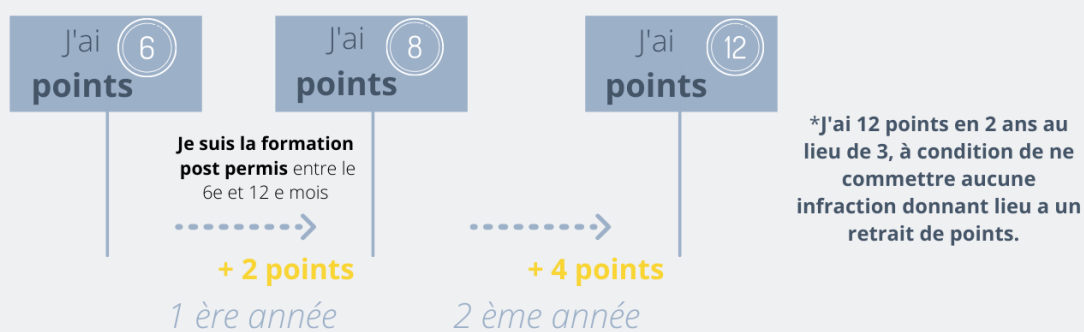 J'ai 6
points
J'ai 8
points
J'ai 12
points
Je suis la formation
post permis entre le
6e et 12 e mois
+ 2 points
+ 4 points
1 ère année
2 ème année
*J'ai 12 points en 2 ans au
lieu de 3, à condition de ne
commettre aucune
infraction donnant lieu a un
retrait de points.